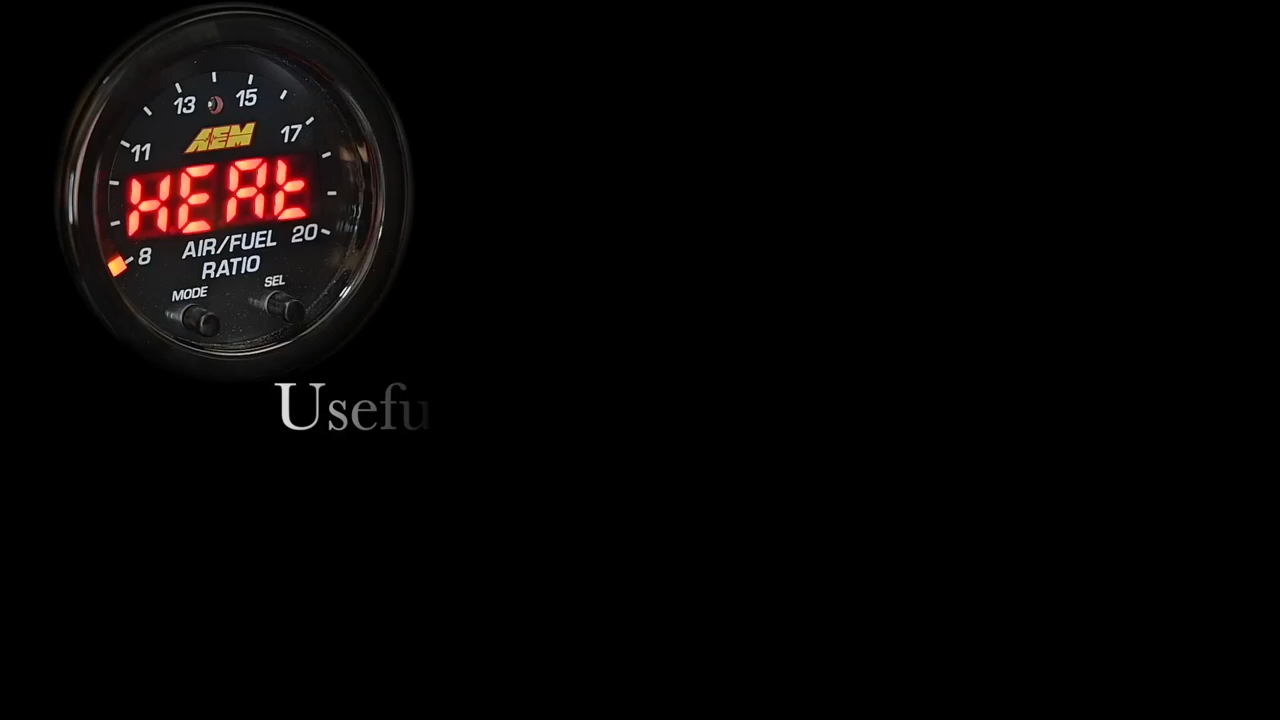 13 15
11 17
AEM
HEAt
8 AIR/FUEL 20
RATIO
MODE SEL
Usefu